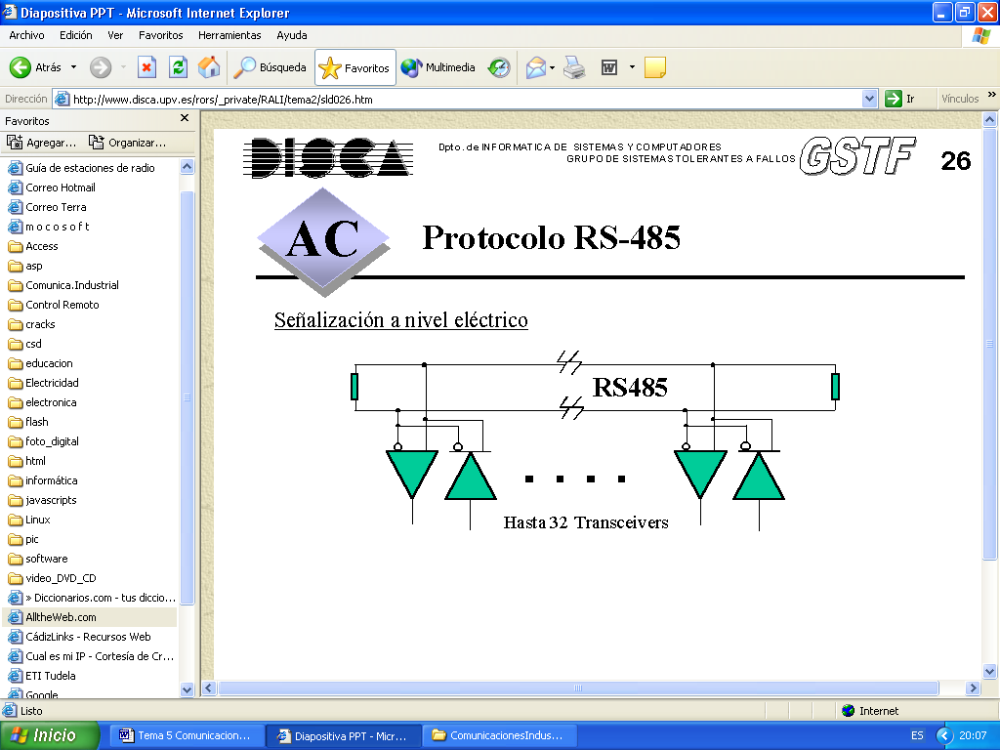 Diapositiva PPT - Microsoft Internet Explorer
Archivo Edición Ver Favoritos Herramientas Ayuda
Atrás Búsqueda Favoritos Multimedia
Dirección http://www.disca.upv.es/rors/_private/RALI/tema2/sld026.htm Ir Vínculos »
Favoritos
Agregar... Organizar...
Guía de estaciones de radio
Correo Hotmail
Correo Terra
m o c o s o f t
Access
asp
Comunica.Industrial
Control Remoto
cracks
csd
educacion
Electricidad
electronica
flash
foto_digital
html
informática
javascripts
Linux
pic
software
video_DVD_CD
» Diccionarios.com - tus diccio...
AlltheWeb.com
CádizLinks - Recursos Web
Cual es mi IP - Cortesía de Cr...
ETI Tudela
Google
DISCA
Dpto. de INFORMATICA DE SISTEMAS Y COMPUTADORES
GRUPO DE SISTEMAS TOLERANTES A FALLOS
GSTF
26
AC
Protocolo RS-485
Señalización a nivel eléctrico
RS485
Hasta 32 Transceivers
Listo Internet
Inicio Tema 5 Comunicacion... Diapositiva PPT - Micr... ComunicacionesIndus... ES 20:07